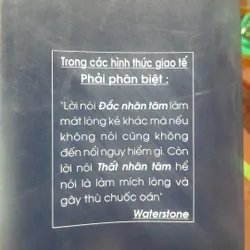 Trong các hình thức giao tế
Phải phân biệt :
"Lời nói Đắc nhân tâm làm
mát lòng kẻ khác mà nếu
không nói cũng không
đến nổi nguy hiểm gì. Còn
lời nói Thất nhân tâm hể
nói là làm mích lòng và
gây thù chuốc oán"
Waterstone